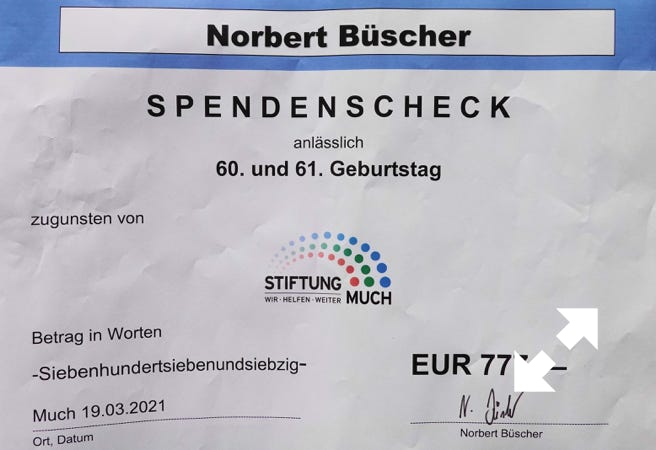 Norbert Büscher
SPENDENSCHECK
anlässlich
60. und 61. Geburtstag
zugunsten von
STIFTUNG MUCH
WIR · HELFEN · WEITER
Betrag in Worten
-Siebenhundertsiebenundsiebzig-
EUR 77
Much 19.03.2021
N.
Ort, Datum
Norbert Büscher